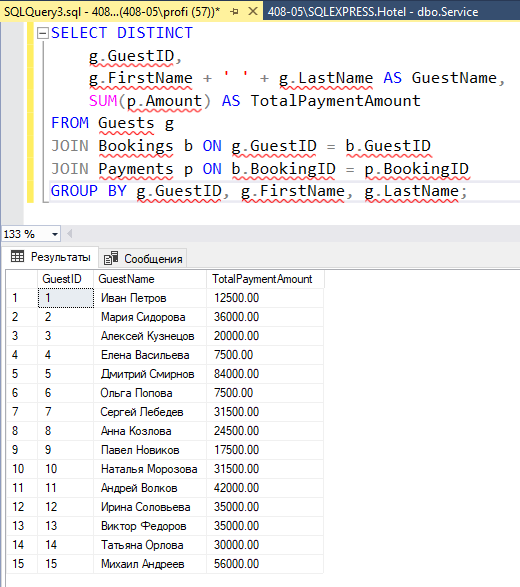 SQLQuery3.sql - 408...(408-05\profi (57))* 408-05\SQLEXPRESS.Hotel - dbo.Service
SELECT DISTINCT
g.GuestID,
g.FirstName + ' ' + g.LastName AS GuestName,
SUM(p.Amount) AS TotalPaymentAmount
FROM Guests g
JOIN Bookings b ON g.GuestID = b.GuestID
JOIN Payments p ON b.BookingID = p.BookingID
GROUP BY g.GuestID, g.FirstName, g.LastName;
133 %
Результаты Сообщения
GuestID GuestName TotalPaymentAmount
1 1 Иван Петров 12500.00
2 2 Мария Сидорова 36000.00
3 3 Алексей Кузнецов 20000.00
4 4 Елена Васильева 7500.00
5 5 Дмитрий Смирнов 84000.00
6 6 Ольга Попова 7500.00
7 7 Сергей Лебедев 31500.00
8 8 Анна Козлова 24500.00
9 9 Павел Новиков 17500.00
10 10 Наталья Морозова 31500.00
11 11 Андрей Волков 42000.00
12 12 Ирина Соловьева 35000.00
13 13 Виктор Федоров 35000.00
14 14 Татьяна Орлова 30000.00
15 15 Михаил Андреев 56000.00